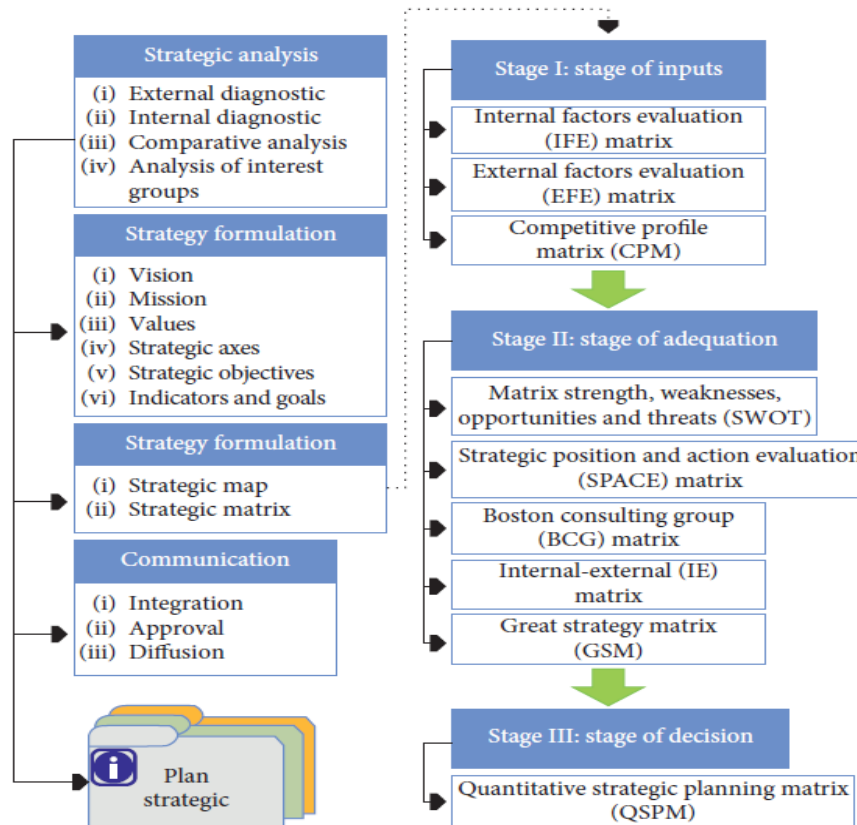 Strategic analysis
(i) External diagnostic
(ii) Internal diagnostic
(iii) Comparative analysis
(iv) Analysis of interest
groups
Strategy formulation
(i) Vision
(ii) Mission
(iii) Values
(iv) Strategic axes
(v) Strategic objectives
(vi) Indicators and goals
Strategy formulation
(i) Strategic map
(ii) Strategic matrix
Communication
(i) Integration
(ii) Approval
(iii) Diffusion
i
Plan
strategic
Stage I: stage of inputs
Internal factors evaluation
(IFE) matrix
External factors evaluation
(EFE) matrix
Competitive profile
matrix (CPM)
Stage II: stage of adequation
Matrix strength, weaknesses,
opportunities and threats (SWOT)
Strategic position and action evaluation
(SPACE) matrix
Boston consulting group
(BCG) matrix
Internal-external (IE)
matrix
Great strategy matrix
(GSM)
Stage III: stage of decision
Quantitative strategic planning matrix
(QSPM)